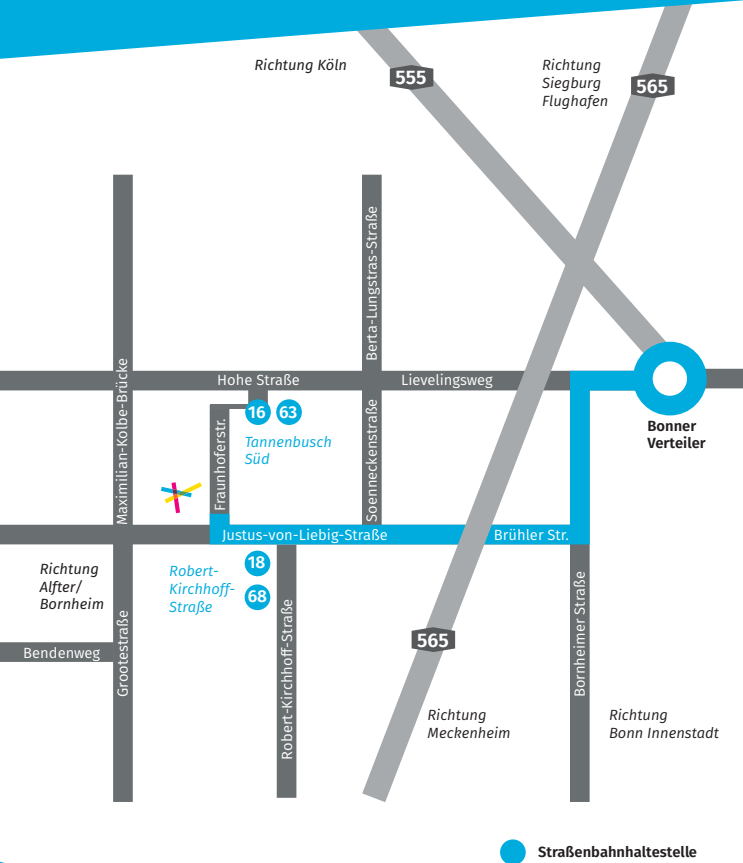 Richtung Köln
555
Richtung
Siegburg
Flughafen
565
Berta-Lungstras-Straße
Maximilian-Kolbe-Brücke
Hohe Straße
Lievelingsweg
16
63
Tannenbusch
Süd
Fraunhoferstr.
Soenneckenstraße
Bonner
Verteiler
Justus-von-Liebig-Straße
Brühler Str.
Richtung
Alfter/
Bornheim
Robert-
Kirchhoff-
Straße
18
68
Bendenweg
Grootestraße
Robert-Kirchhoff-Straße
565
Bornheimer Straße
Richtung
Meckenheim
Richtung
Bonn Innenstadt
Straßenbahnhaltestelle